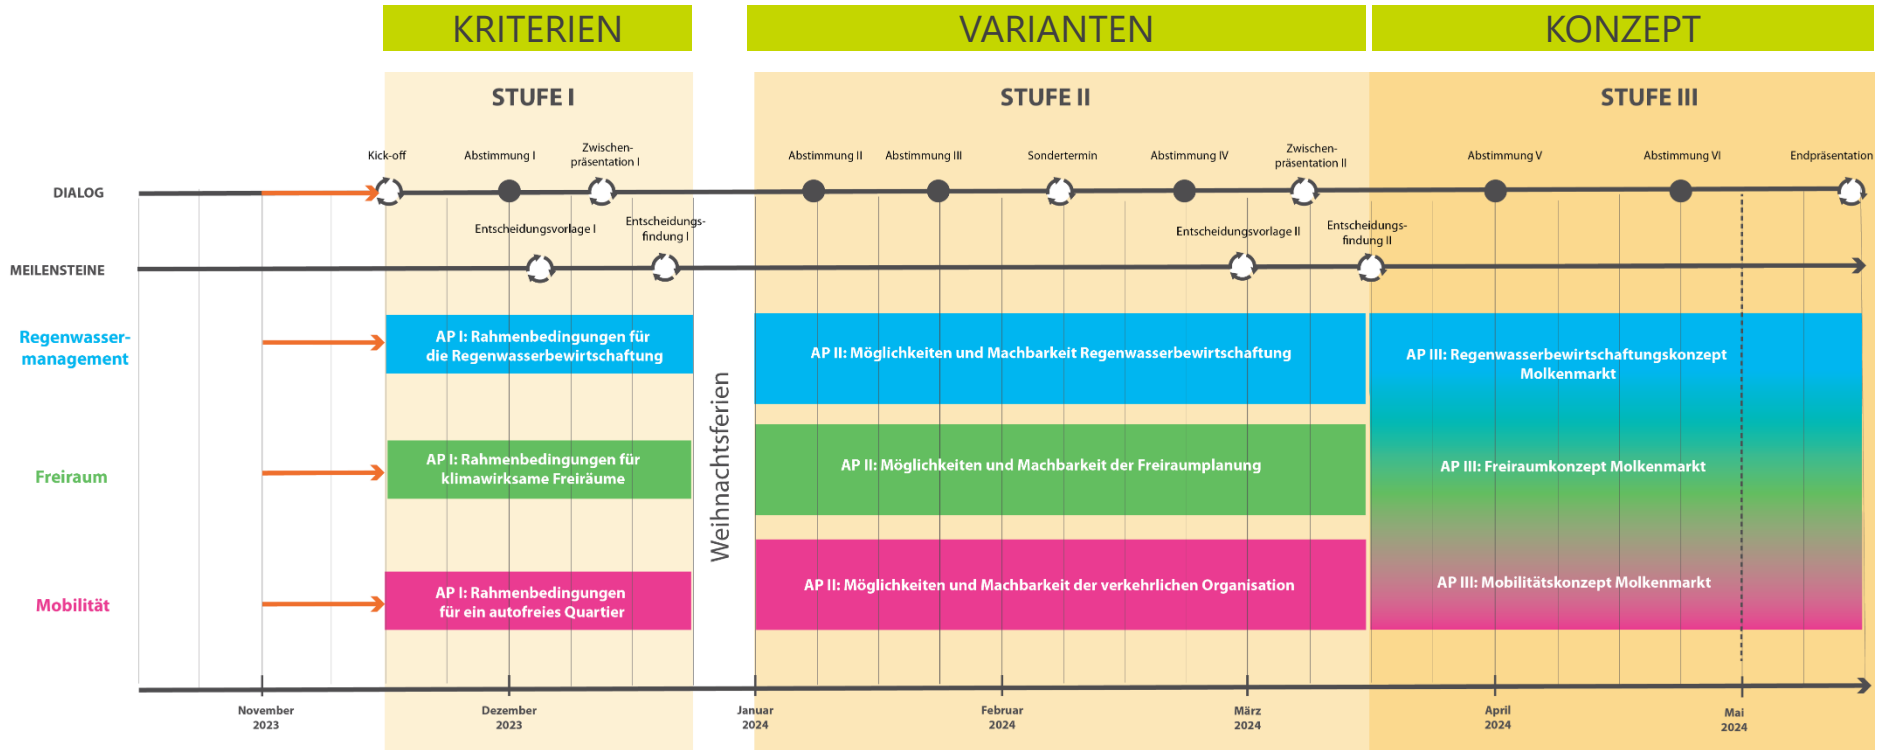 KRITERIEN
VARIANTEN
KONZEPT
STUFE I
STUFE II
STUFE III
Kick-off
Abstimmung I
Zwischen-
präsentation I
Abstimmung II
Abstimmung III
Sondertermin
Abstimmung IV
Zwischen-
präsentation II
Abstimmung V
Abstimmung VI
Endpräsentation
DIALOG
Entscheidungsvorlage I
Entscheidungs-
findung I
Entscheidungsvorlage II
Entscheidungs-
findung II
MEILENSTEINE
Regenwasser-
management
AP I: Rahmenbedingungen für
die Regenwasserbewirtschaftung
AP II: Möglichkeiten und Machbarkeit Regenwasserbewirtschaftung
AP III: Regenwasserbewirtschaftungskonzept
Molkenmarkt
Weihnachtsferien
Freiraum
AP I: Rahmenbedingungen für
klimawirksame Freiräume
AP II: Möglichkeiten und Machbarkeit der Freiraumplanung
AP III: Freiraumkonzept Molkenmarkt
Mobilität
AP I: Rahmenbedingungen
für ein autofreies Quartier
AP II: Möglichkeiten und Machbarkeit der verkehrlichen Organisation
AP III: Mobilitätskonzept Molkenmarkt
November
2023
Dezember
2023
Januar
2024
Februar
2024
März
2024
April
2024
Mai
2024